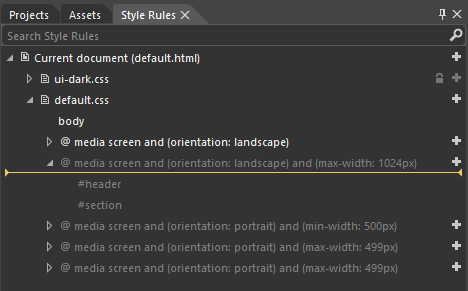 Projects Assets Style Rules
Search Style Rules
Current document (default.html)
ui-dark.css
default.css
body
@ media screen and (orientation: landscape)
@ media screen and (orientation: landscape) and (max-width: 1024px)
#header
#section
@ media screen and (orientation: portrait) and (min-width: 500px)
@ media screen and (orientation: portrait) and (max-width: 499px)
@ media screen and (orientation: portrait) and (max-width: 499px)